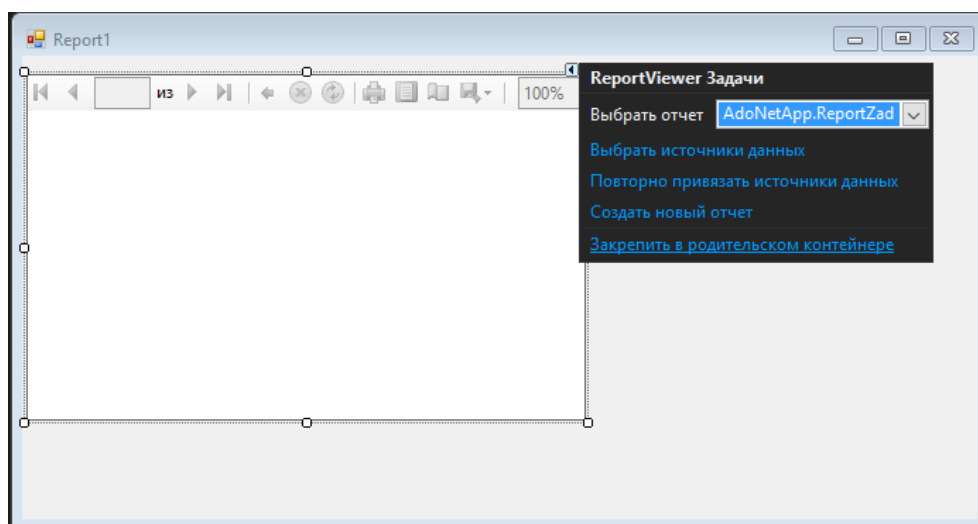 Report1
из
100%
ReportViewer Задачи
Выбрать отчет AdoNetApp.ReportZad
Выбрать источники данных
Повторно привязать источники данных
Создать новый отчет
Закрепить в родительском контейнере